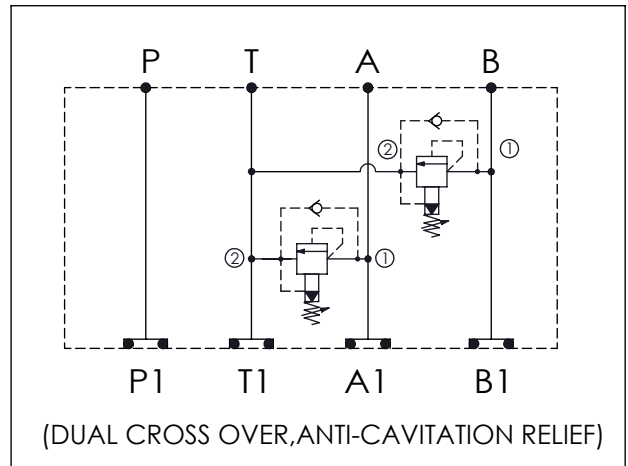 P T A B
② ①
② ①
P1 T1 A1 B1
(DUAL CROSS OVER,ANTI-CAVITATION RELIEF)